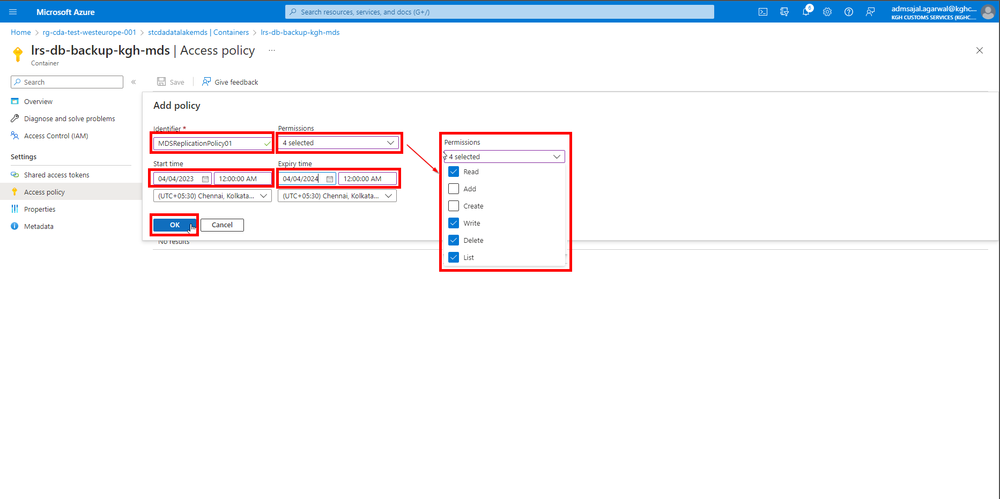 Microsoft Azure
Search resources, services, and docs (G+/)
6
admsajal.agarwal@kghc...
KGH CUSTOMS SERVICES (KGHC....
Home > rg-cda-test-westeurope-001 > stcdadatalakemds | Containers > lrs-db-backup-kgh-mds
lrs-db-backup-kgh-mds | Access policy ...
Container
Search
«
Save
Give feedback
Overview
Diagnose and solve problems
Access Control (IAM)
Settings
Shared access tokens
Access policy
Properties
Metadata
Add policy
Identifier *
Permissions
MDSReplicationPolicy01
4 selected
Start time
Expiry time
04/04/2023
12:00:00 AM
04/04/2024
12:00:00 AM
(UTC+05:30) Chennai, Kolkata...
(UTC+05:30) Chennai, Kolkata...
OK
Cancel
No results
Permissions
4 selected
Read
Add
Create
Write
Delete
List